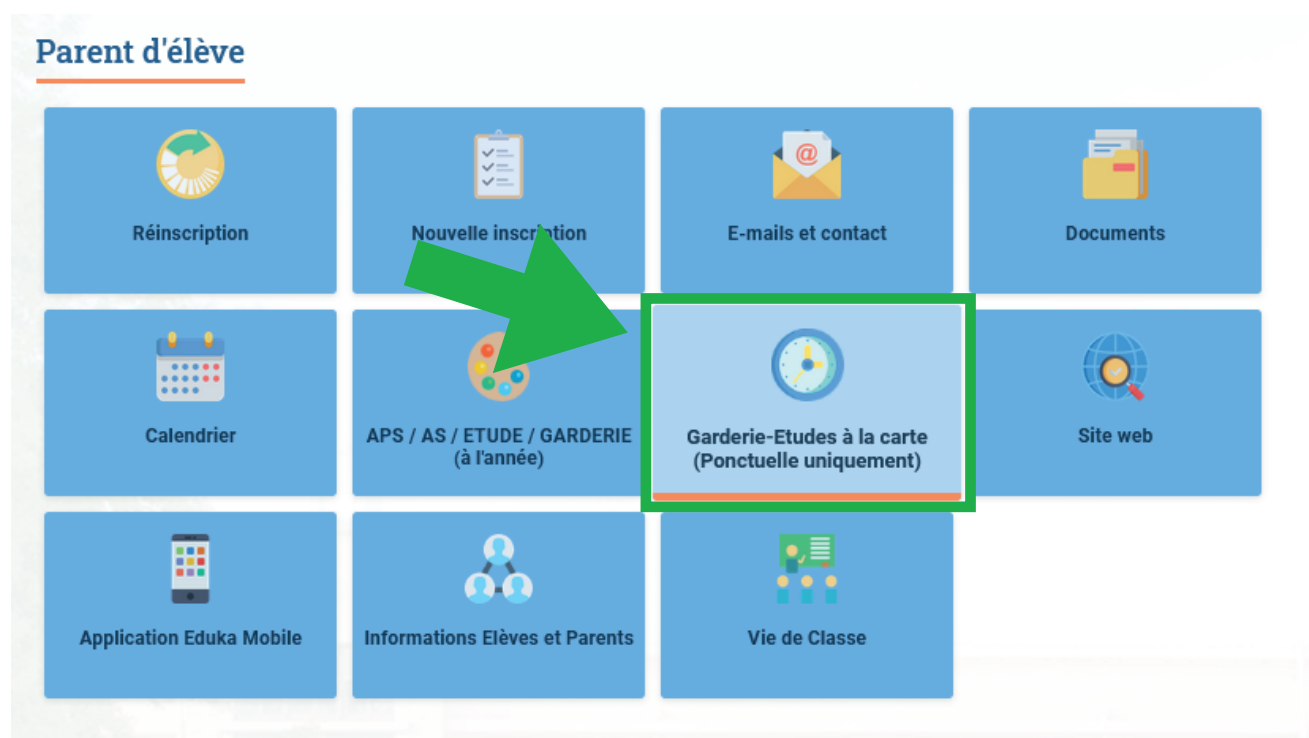 Parent d'élève
Réinscription
Nouvelle inscription
E-mails et contact
Documents
Calendrier
APS / AS / ETUDE / GARDERIE
(à l'année)
Garderie-Etudes à la carte
(Ponctuelle uniquement)
Site web
Application Eduka Mobile
Informations Elèves et Parents
Vie de Classe